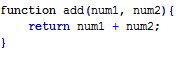 function add(num1, num2){
    return num1 + num2;
}